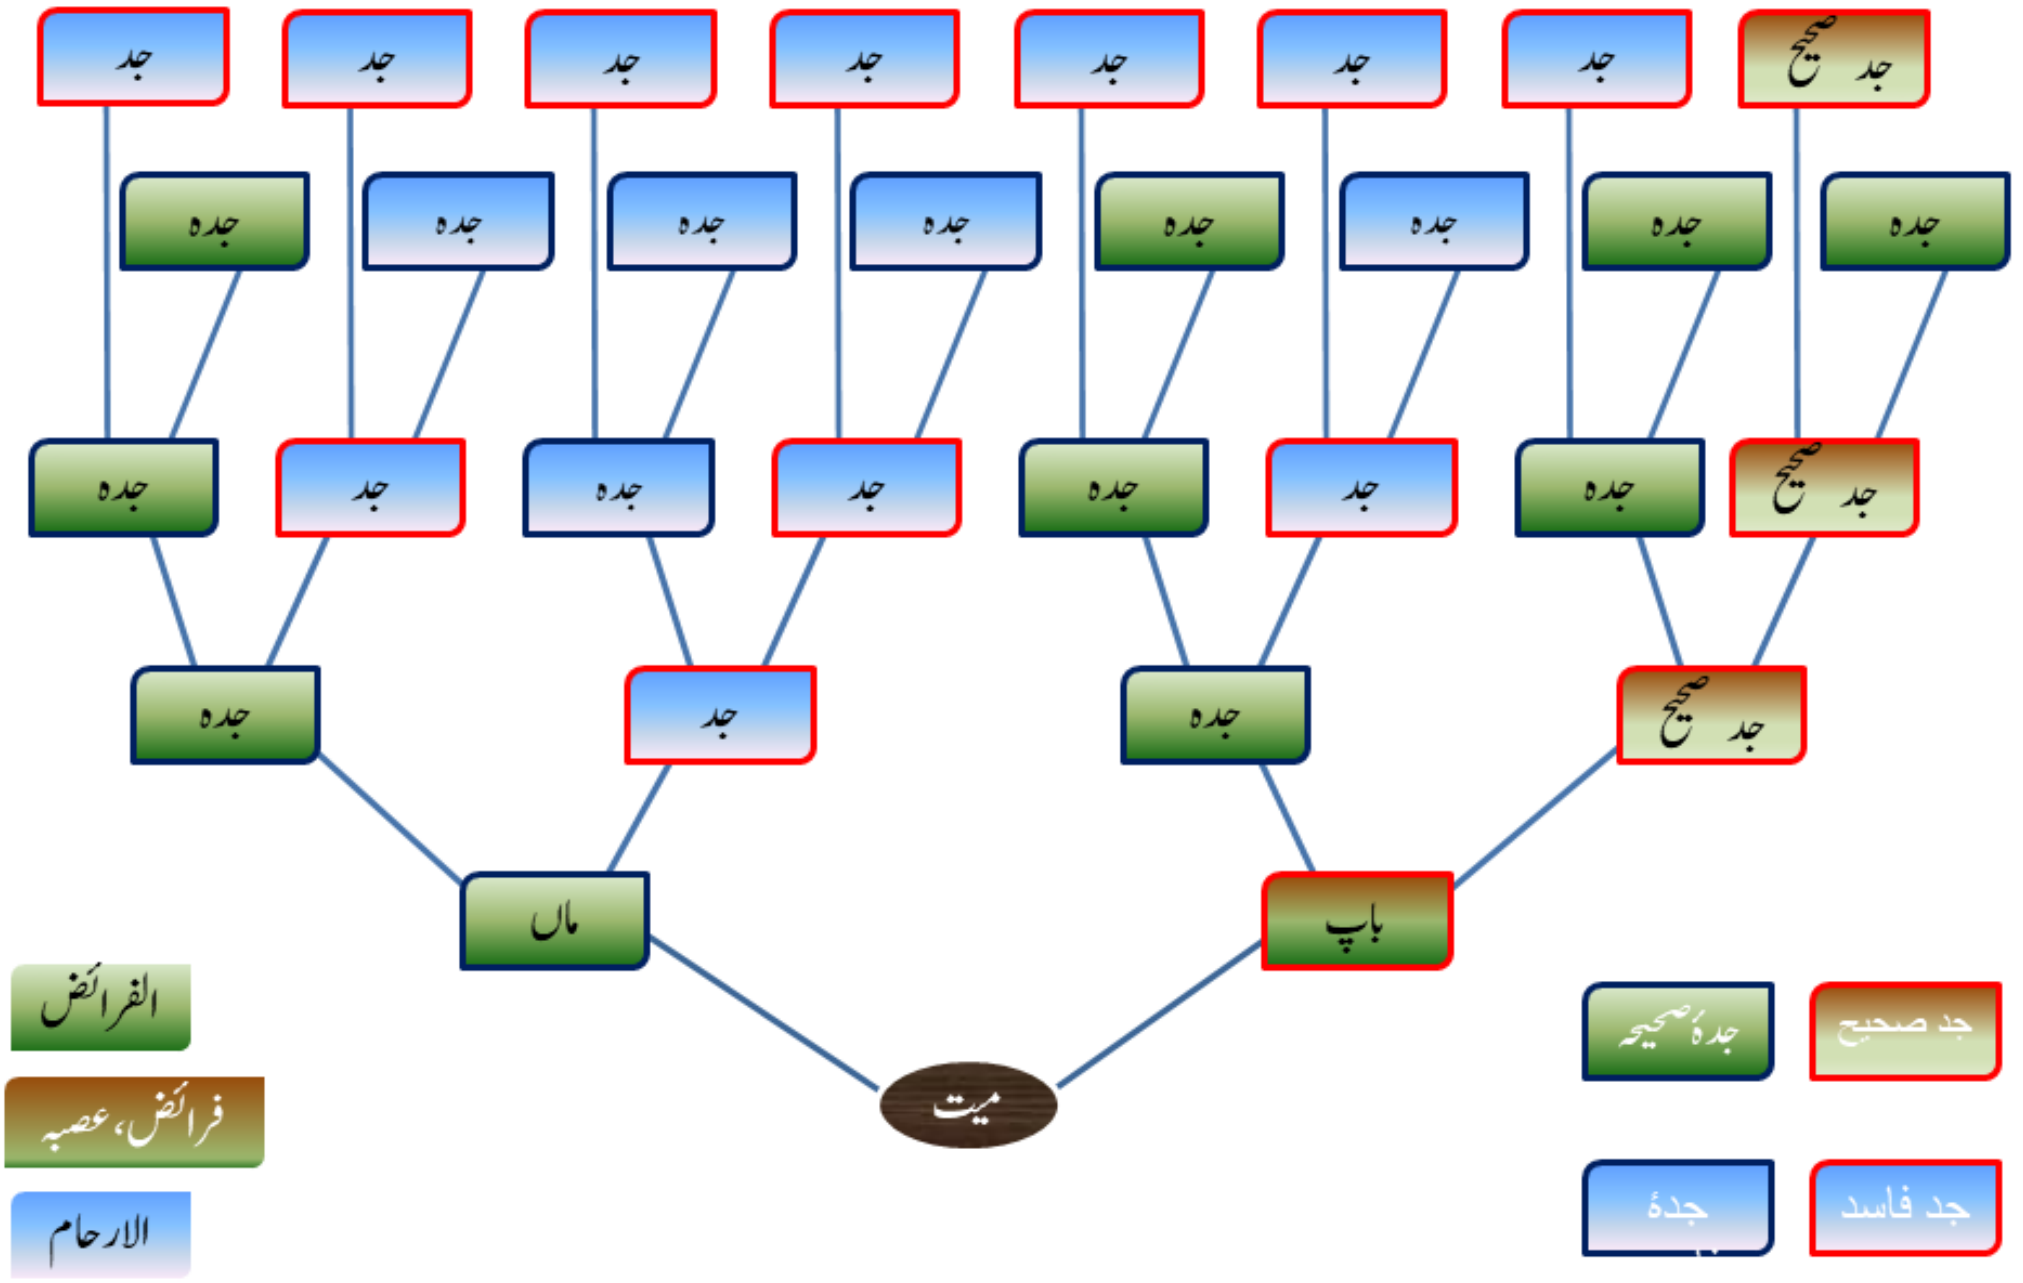 جد صحیح
جد
جد
جد
جد
جد
جد
جد
جدہ
جدہ
جدہ
جدہ
جدہ
جدہ
جدہ
جدہ
جد صحیح
جدہ
جد
جدہ
جد
جدہ
جد
جدہ
جد صحیح
جدہ
جد
جدہ
باپ
ماں
میت
جد صحیح
جدۂ صحیحہ
جد فاسد
جدۂ
الفرائض
فرائض، عصبہ
الارحام